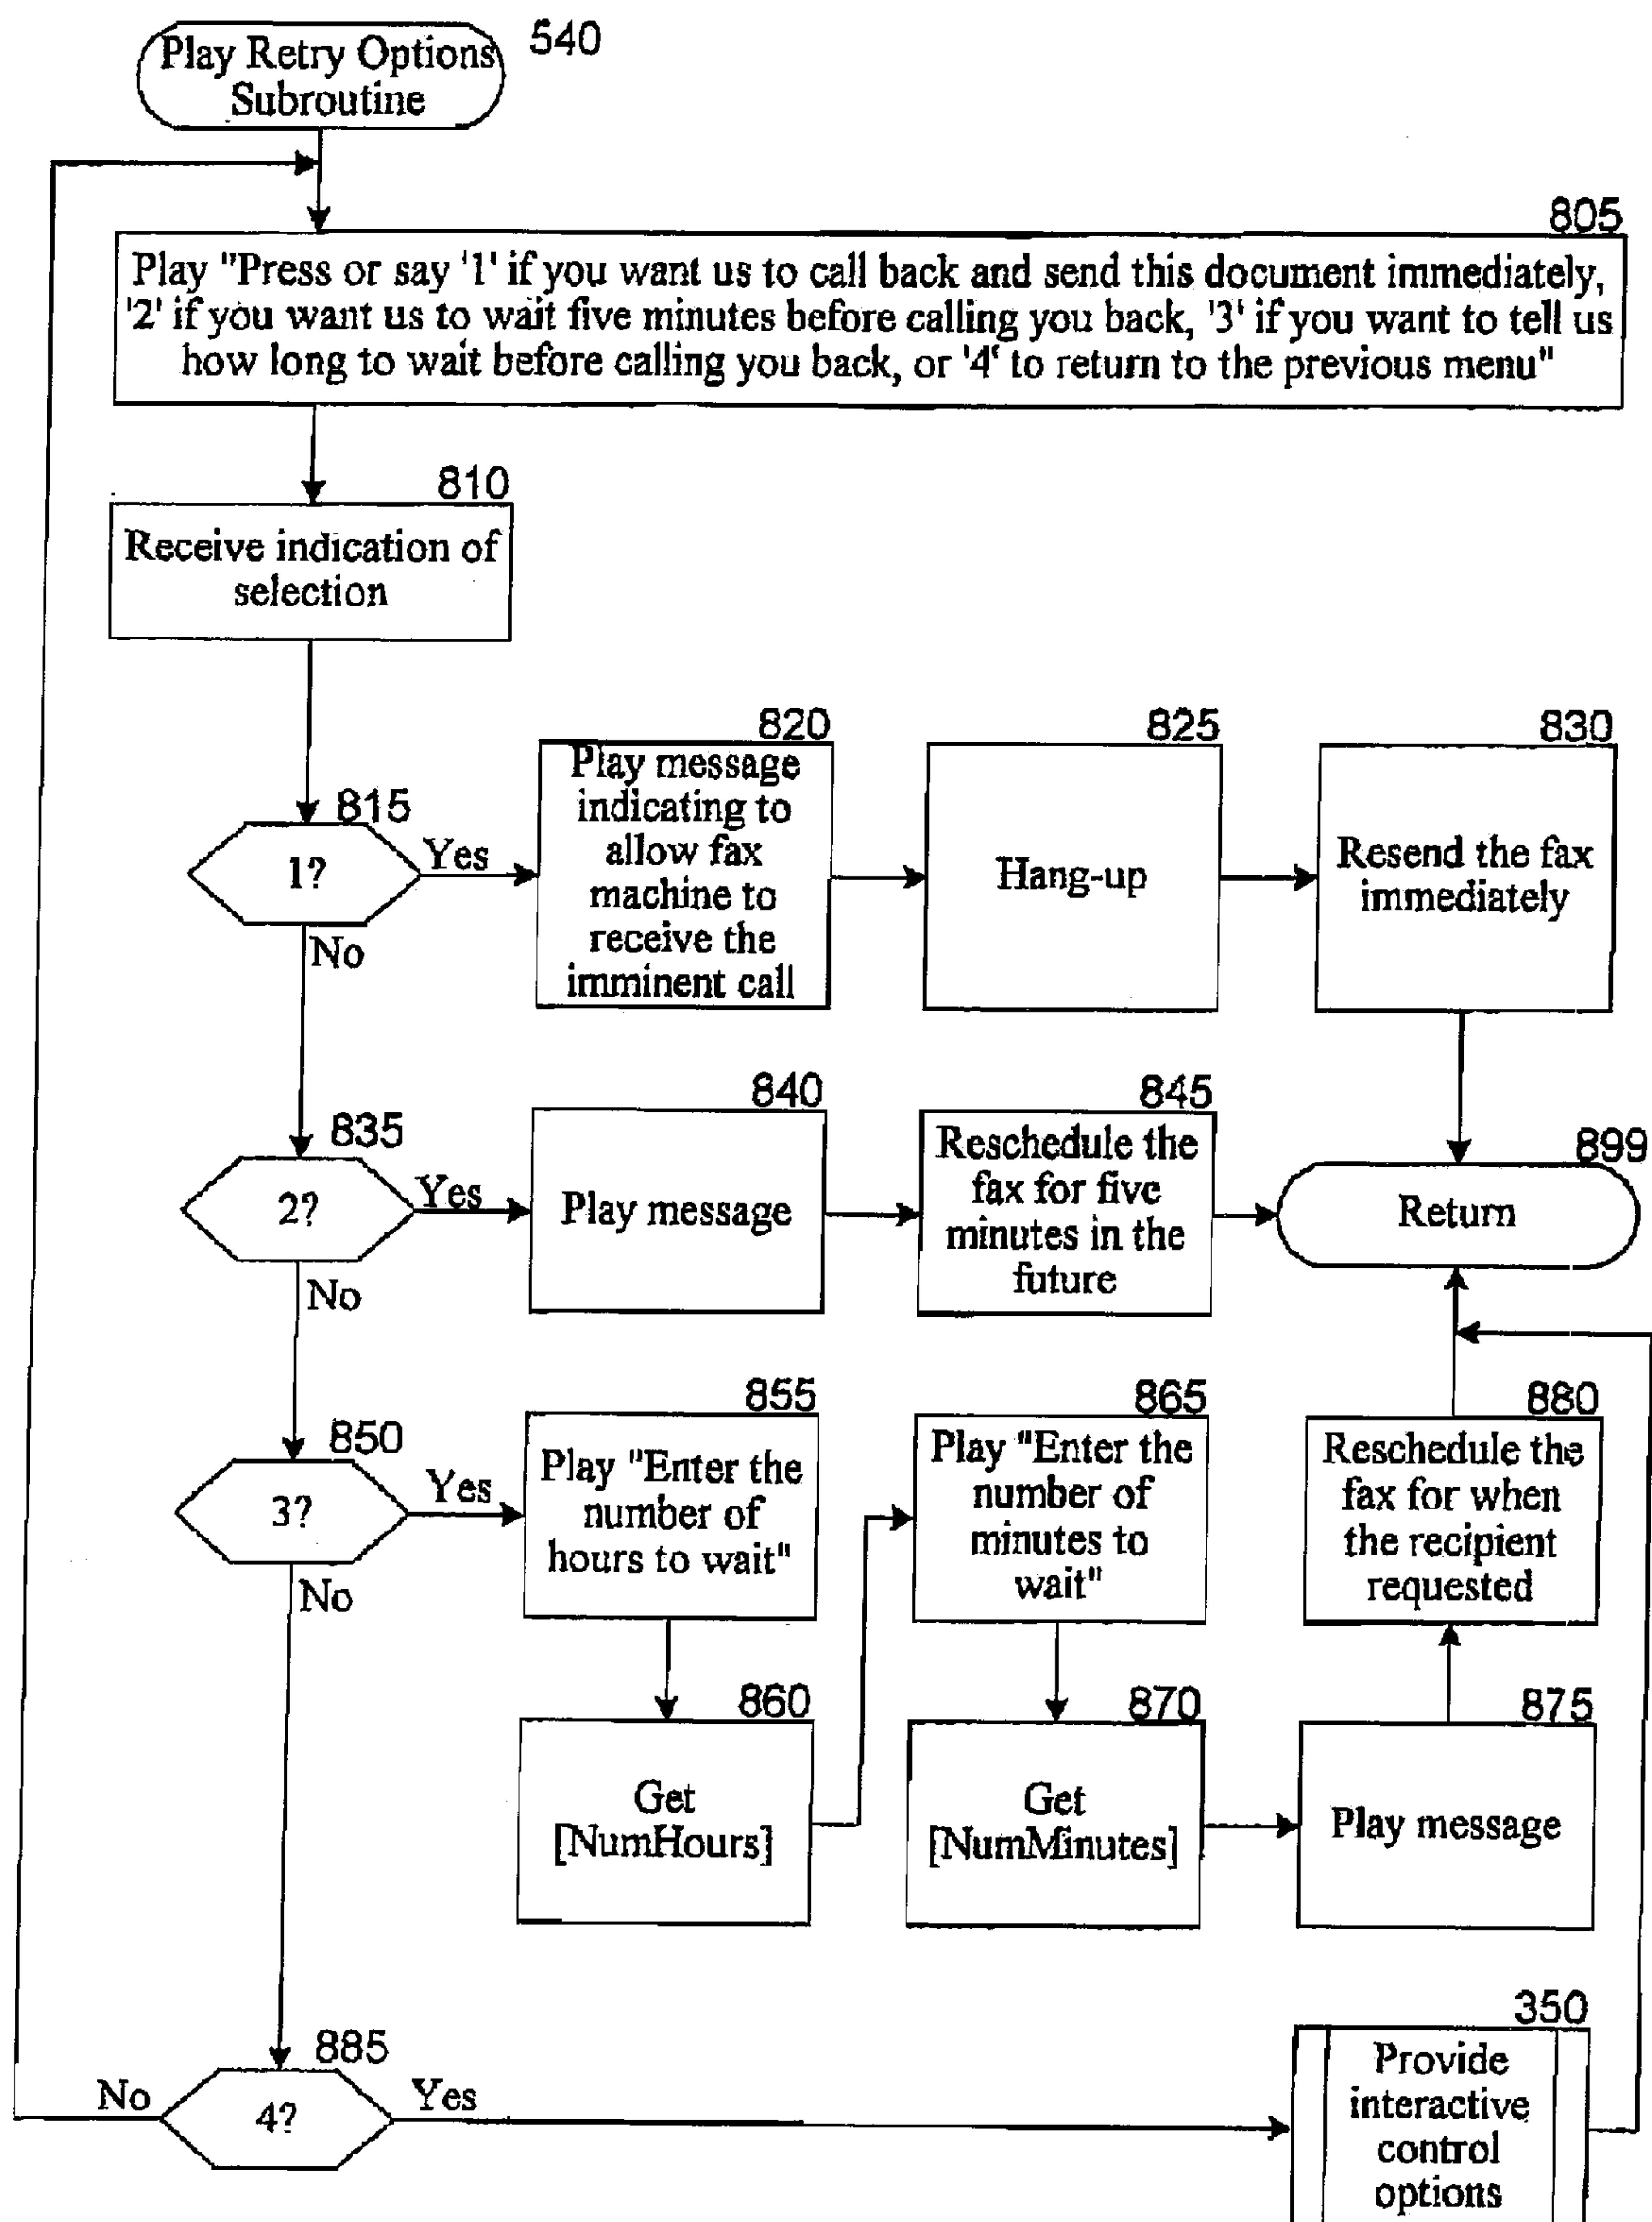 Play Retry Options
Subroutine
540
805
Play "Press or say '1' if you want us to call back and send this document immediately,
'2' if you want us to wait five minutes before calling you back, '3' if you want to tell us
how long to wait before calling you back, or '4' to return to the previous menu"
810
Receive indication of
selection
815
1?
Yes
No
820
Play message
indicating to
allow fax
machine to
receive the
imminent call
825
Hang-up
830
Resend the fax
immediately
835
2?
Yes
No
840
Play message
845
Reschedule the
fax for five
minutes in the
future
899
Return
850
3?
Yes
No
855
Play "Enter the
number of
hours to wait"
865
Play "Enter the
number of
minutes to
wait"
880
Reschedule the
fax for when
the recipient
requested
860
Get
[NumHours]
870
Get
[NumMinutes]
875
Play message
885
No
4?
Yes
350
Provide
interactive
control
options